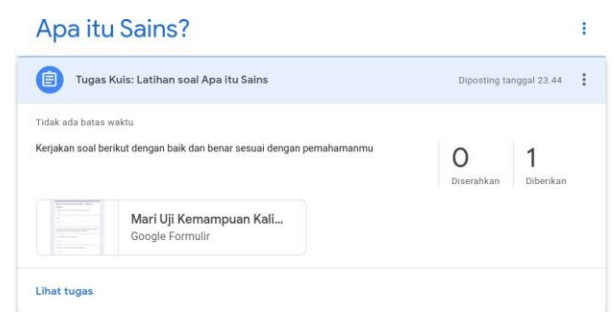 Apa itu Sains?
Tugas Kuis: Latihan soal Apa itu Sains
Diposting tanggal 23.44
Tidak ada batas waktu
Kerjakan soal berikut dengan baik dan benar sesuai dengan pemahamanmu
0
Diserahkan
1
Diberikan
Mari Uji Kemampuan Kali...
Google Formulir
Lihat tugas